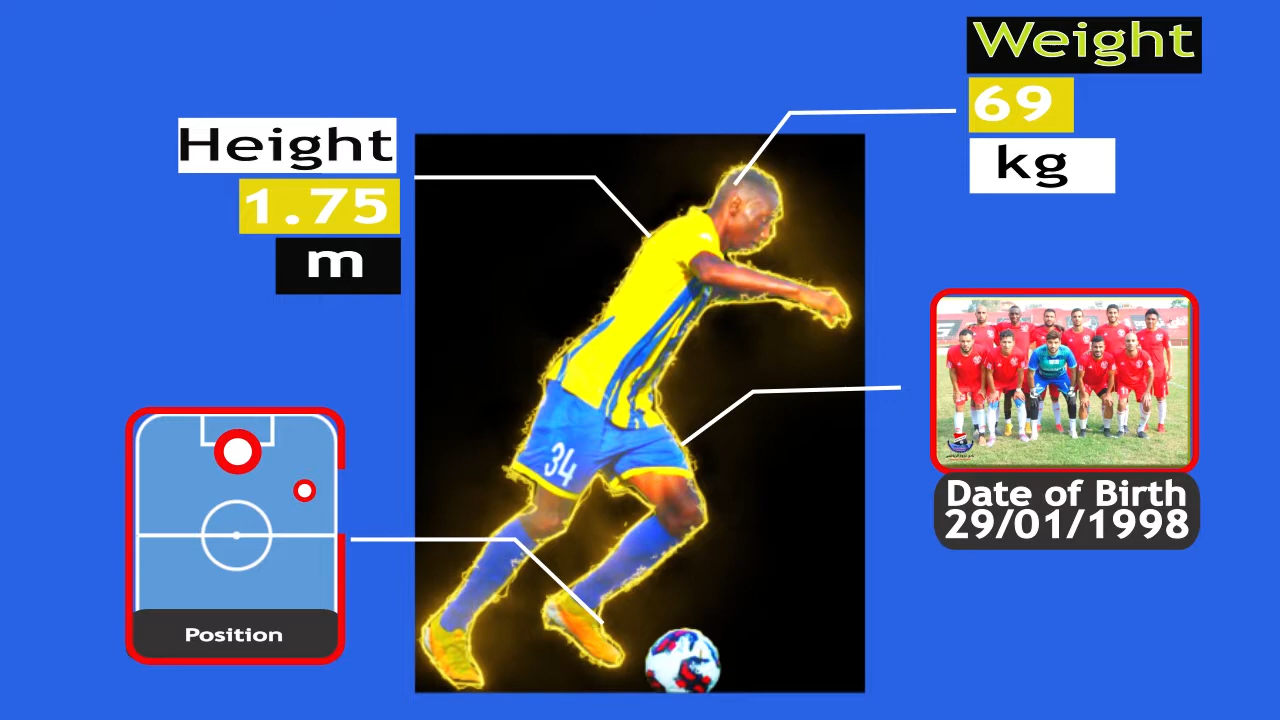 Weight
69
kg
Height
1.75
m
34
Date of Birth
29/01/1998
Position